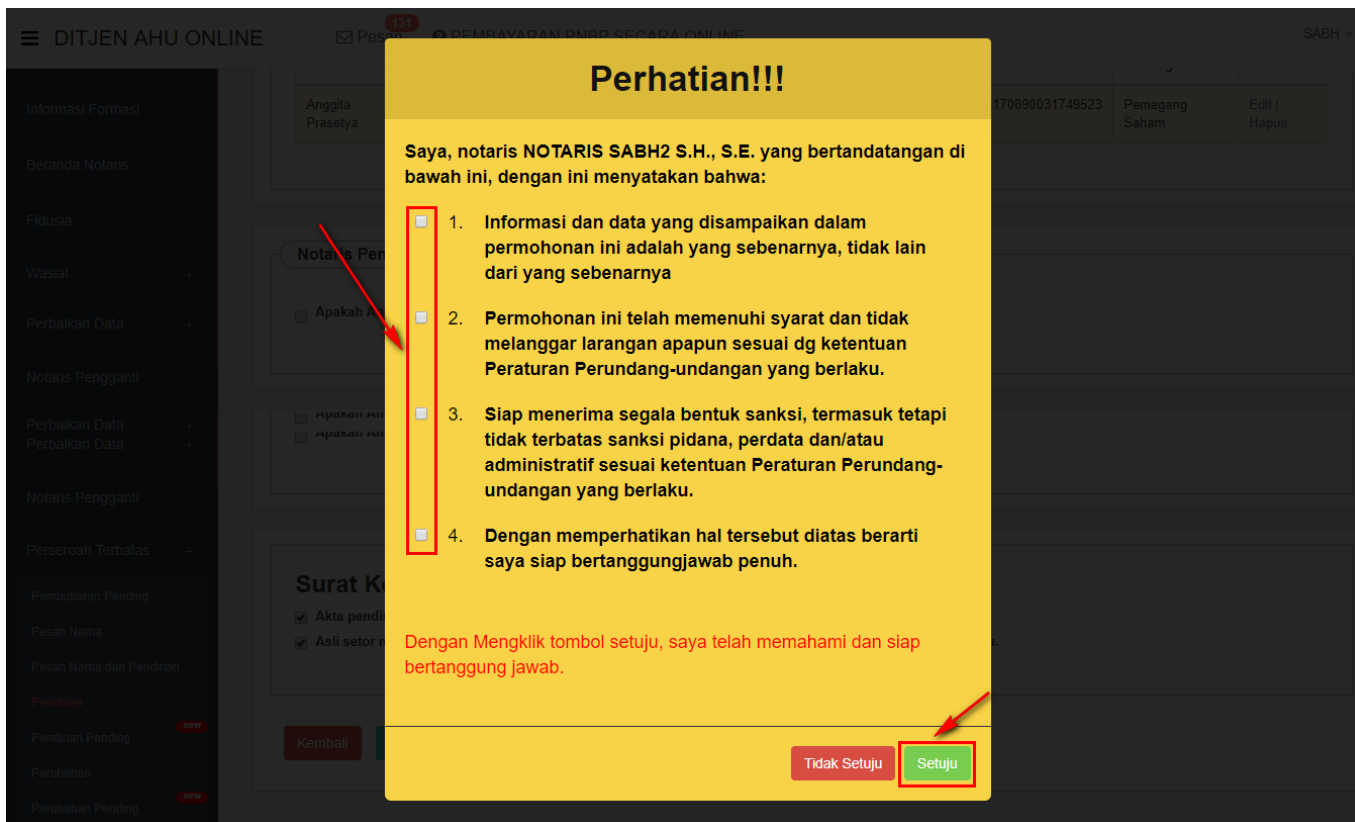 DITJEN AHU ONLINE
Pesan
131
PEMBAYARAN PNBP SECARA ONLINE
SABH
Informasi Formasi
Beranda Notaris
Fidusia
Wasiat +
Perbaikan Data +
Notaris Pengganti
Perbaikan Data +
Perbaikan Data +
Notaris Pengganti
Perseroan Terbatas +
Pembubaran Pending
Pesan Nama
Pesan Nama dan Pendirian
Pendirian
new
Pendirian Pending
Perubahan
new
Perubahan Pending
Anggita
Prasetya
170890031749523
Pemegang
Saham
Edit |
Hapus
Notaris Pen
Apakah
Apakah
Apakah
Surat K
Akta pendi
Asli setor
Kembali
Perhatian!!!
Saya, notaris NOTARIS SABH2 S.H., S.E. yang bertandatangan di
bawah ini, dengan ini menyatakan bahwa:
1. Informasi dan data yang disampaikan dalam
permohonan ini adalah yang sebenarnya, tidak lain
dari yang sebenarnya
2. Permohonan ini telah memenuhi syarat dan tidak
melanggar larangan apapun sesuai dg ketentuan
Peraturan Perundang-undangan yang berlaku.
3. Siap menerima segala bentuk sanksi, termasuk tetapi
tidak terbatas sanksi pidana, perdata dan/atau
administratif sesuai ketentuan Peraturan Perundang-
undangan yang berlaku.
4. Dengan memperhatikan hal tersebut diatas berarti
saya siap bertanggungjawab penuh.
Dengan Mengklik tombol setuju, saya telah memahami dan siap
bertanggung jawab.
Tidak Setuju
Setuju